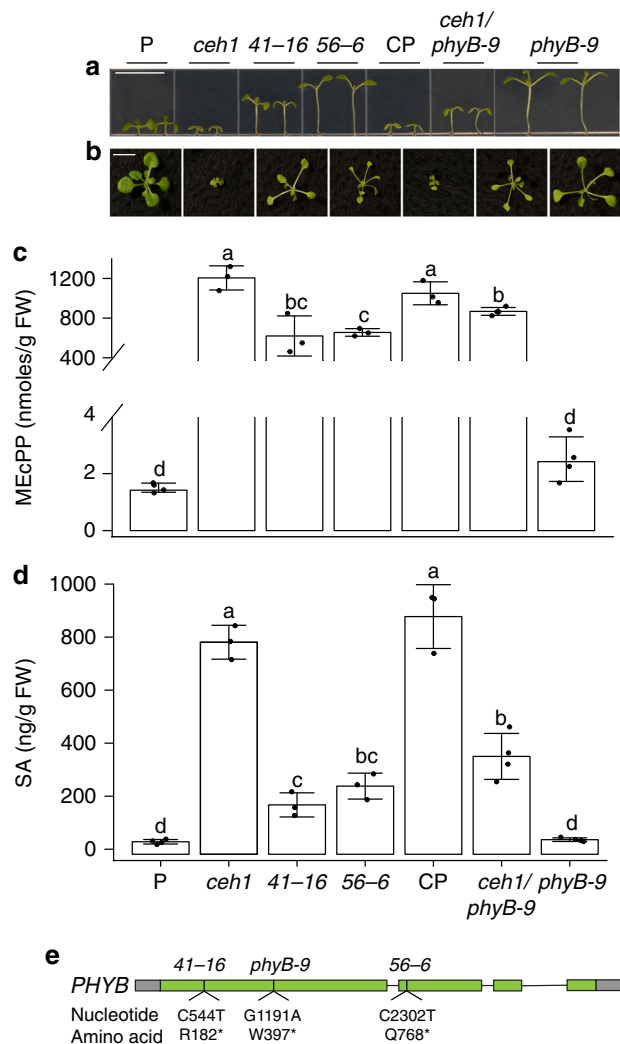 P ceh1 41–16 56–6 CP ceh1/phyB-9 phyB-9
a
b
c
MEcPP (nmoles/g FW)
1200
800
400
4
2
0
d a bc c a b d
d
SA (ng/g FW)
1000
800
600
400
200
0
d a c bc a b d
P ceh1 41–16 56–6 CP ceh1/phyB-9 phyB-9
e
41–16 phyB-9 56–6
PHYB
Nucleotide C544T G1191A C2302T
Amino acid R182* W397* Q768*